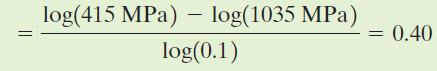 = log(415 MPa) − log(1035 MPa) / log(0.1) = 0.40